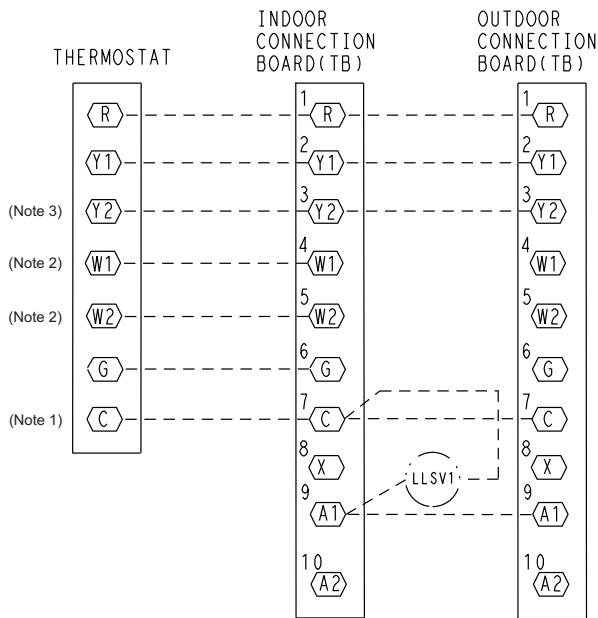 INDOOR
CONNECTION
BOARD(TB)
OUTDOOR
CONNECTION
BOARD(TB)
THERMOSTAT
R 1 R 1 R
Y1 2 Y1 2 Y1
(Note 3) Y2 3 Y2 3 Y2
(Note 2) W1 4 W1 4 W1
(Note 2) W2 5 W2 5 W2
G 6 G 6 G
(Note 1) C 7 C 7 C
8 X 8 X
LLSV1
9 A1 9 A1
10 A2 10 A2